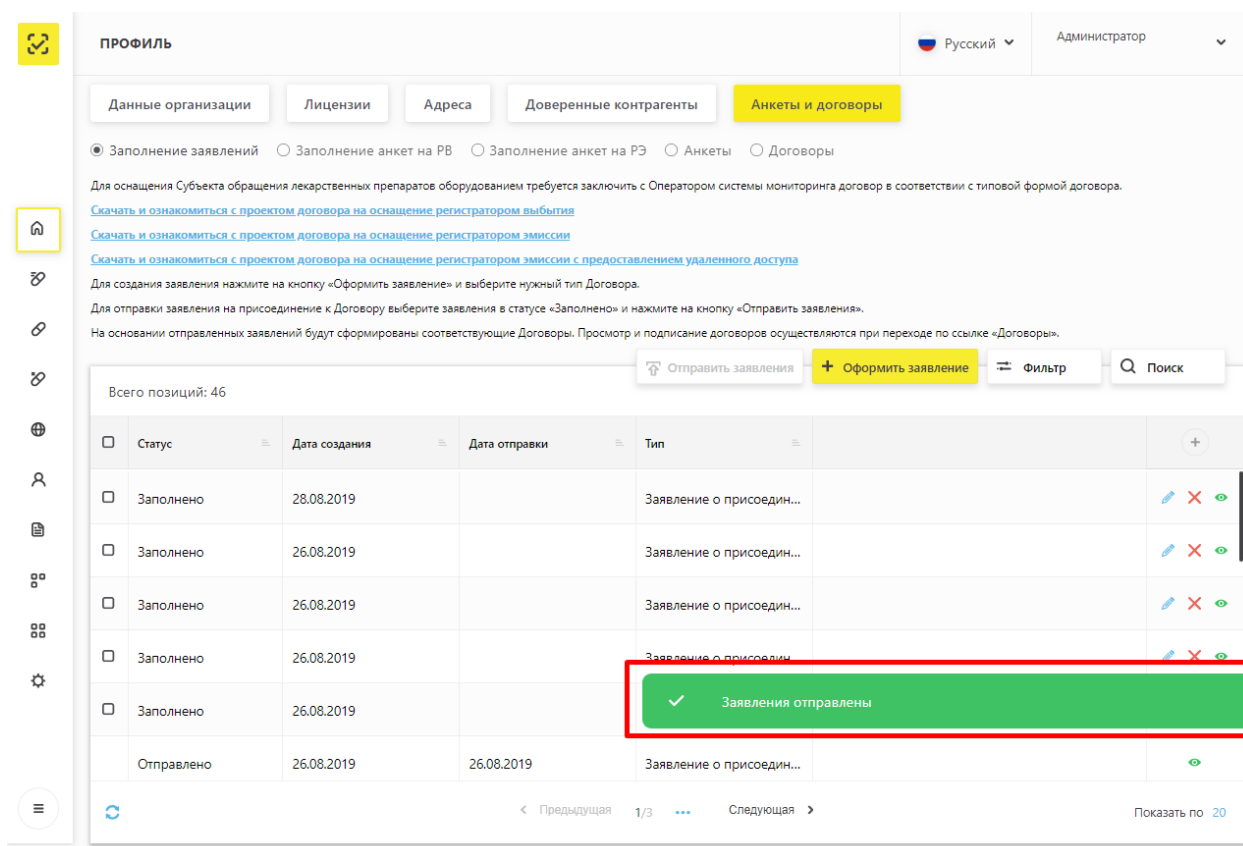 ПРОФИЛЬ
Русский
Администратор
Данные организации
Лицензии
Адреса
Доверенные контрагенты
Анкеты и договоры
Заполнение заявлений
Заполнение анкет на РВ
Заполнение анкет на РЭ
Анкеты
Договоры
Для оснащения Субъекта обращения лекарственных препаратов оборудованием требуется заключить с Оператором системы мониторинга договор в соответствии с типовой формой договора.
Скачать и ознакомиться с проектом договора на оснащение регистратором выбытия
Скачать и ознакомиться с проектом договора на оснащение регистратором эмиссии
Скачать и ознакомиться с проектом договора на оснащение регистратором эмиссии с предоставлением удаленного доступа
Для создания заявления нажмите на кнопку «Оформить заявление» и выберите нужный тип Договора.
Для отправки заявления на присоединение к Договору выберите заявления в статусе «Заполнено» и нажмите на кнопку «Отправить заявления».
На основании отправленных заявлений будут сформированы соответствующие Договоры. Просмотр и подписание договоров осуществляются при переходе по ссылке «Договоры».
Отправить заявления
+ Оформить заявление
Фильтр
Поиск
Всего позиций: 46
Статус
Дата создания
Дата отправки
Тип
Заполнено 28.08.2019 Заявление о присоедин...
Заполнено 26.08.2019 Заявление о присоедин...
Заполнено 26.08.2019 Заявление о присоедин...
Заполнено 26.08.2019 Заявление о присоедин...
Заполнено 26.08.2019
Заявления отправлены
Отправлено 26.08.2019 26.08.2019 Заявление о присоедин...
Предыдущая 1/3 ••• Следующая
Показать по 20